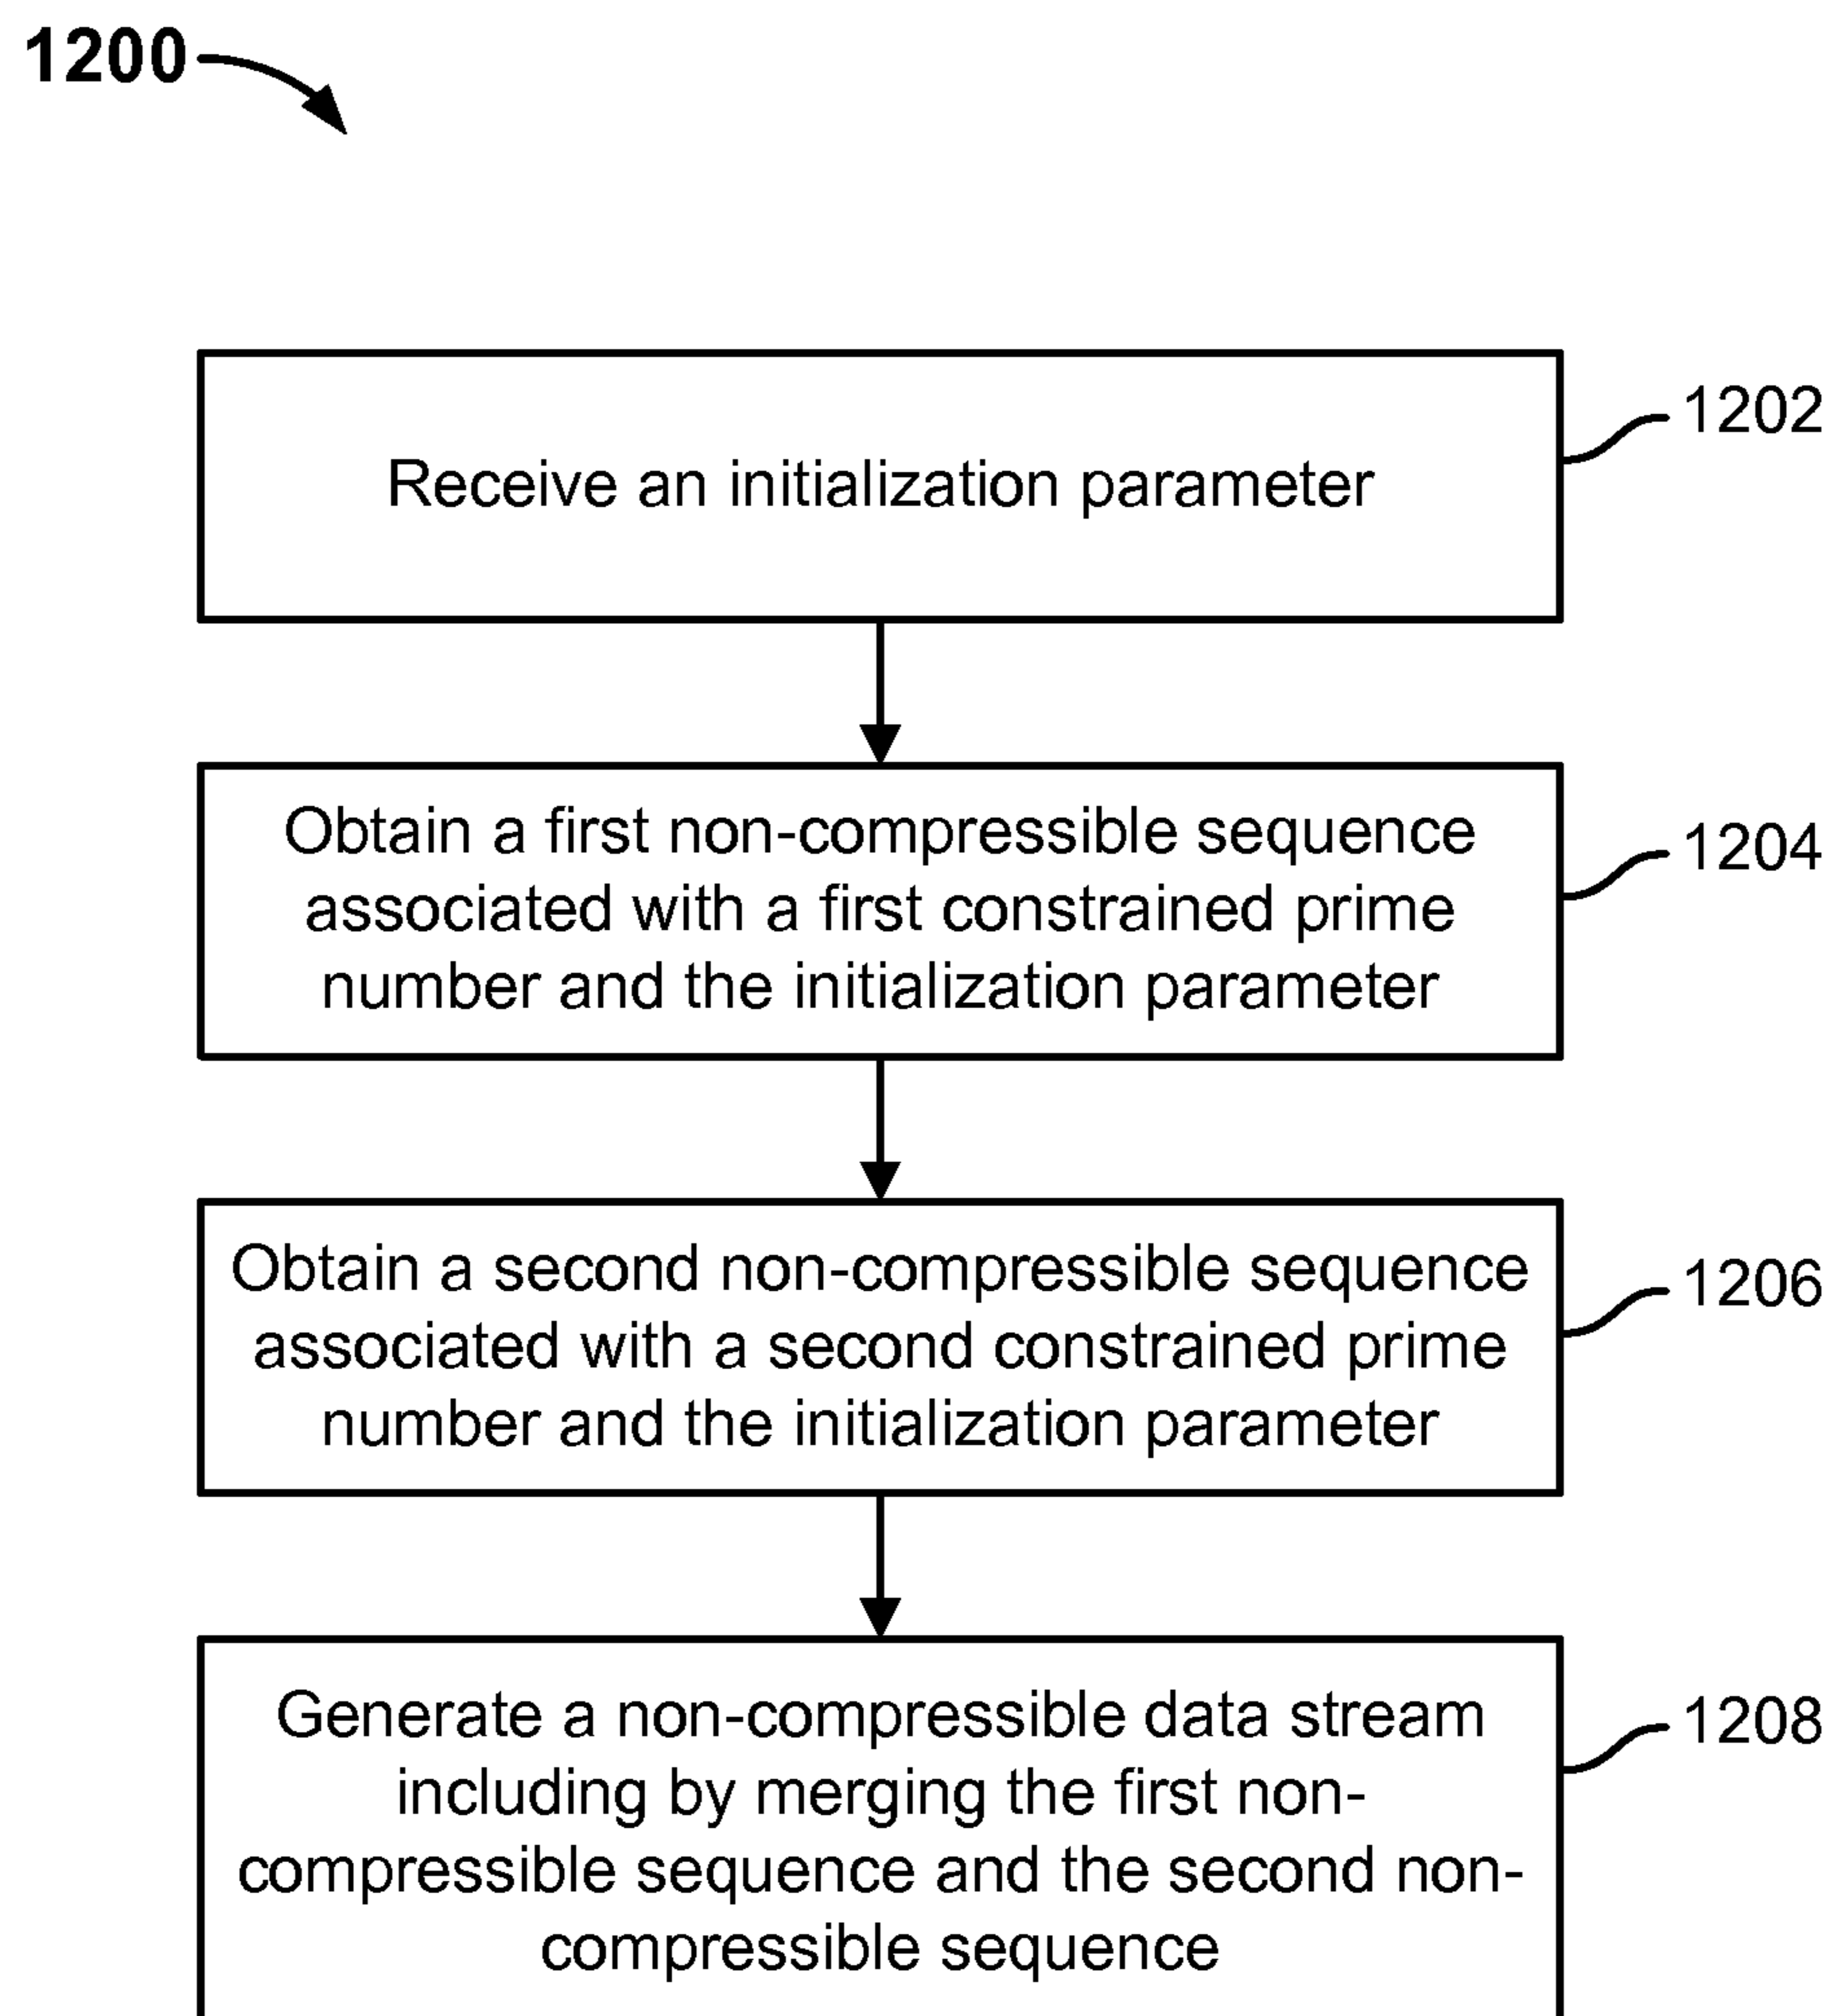 1200
1202
Receive an initialization parameter
1204
Obtain a first non-compressible sequence
associated with a first constrained prime
number and the initialization parameter
1206
Obtain a second non-compressible sequence
associated with a second constrained prime
number and the initialization parameter
1208
Generate a non-compressible data stream
including by merging the first non-
compressible sequence and the second non-
compressible sequence